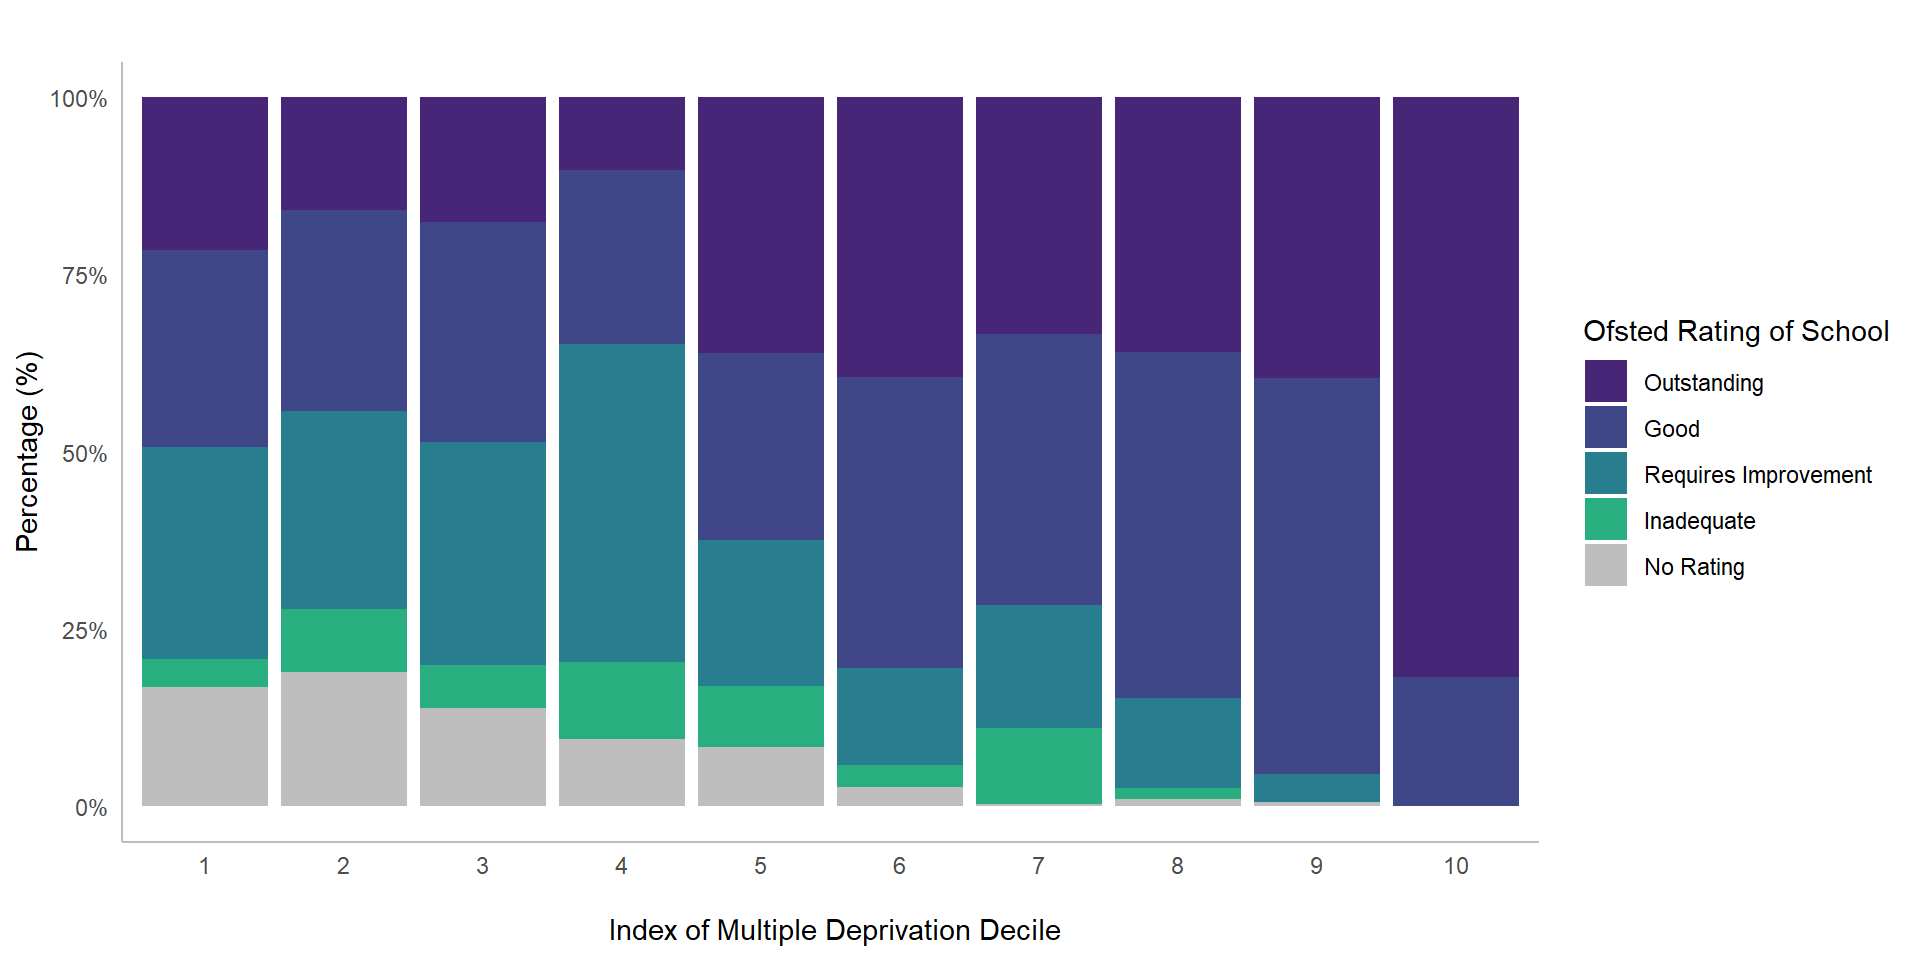 100%
75%
50%
25%
0%
Percentage (%)
1 2 3 4 5 6 7 8 9 10
Index of Multiple Deprivation Decile
Ofsted Rating of School
Outstanding
Good
Requires Improvement
Inadequate
No Rating